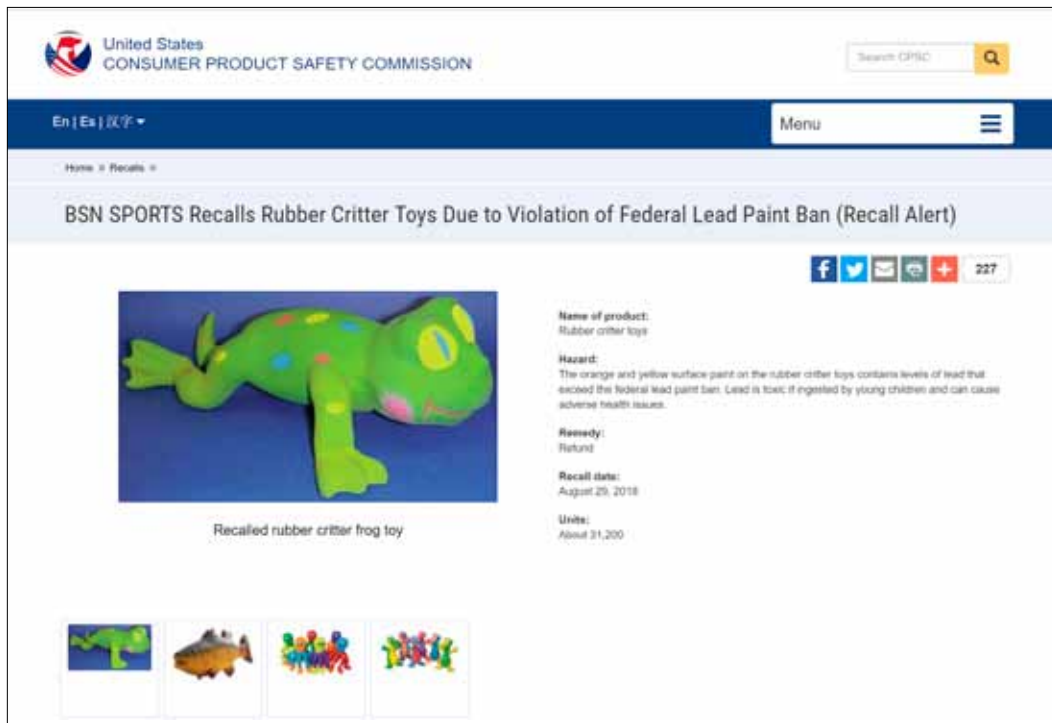 United States
CONSUMER PRODUCT SAFETY COMMISSION
Search CPSC
En | Es | 汉字
Menu
Home » Recalls »
BSN SPORTS Recalls Rubber Critter Toys Due to Violation of Federal Lead Paint Ban (Recall Alert)
227
Name of product:
Rubber critter toys
Hazard:
The orange and yellow surface paint on the rubber critter toys contains levels of lead that
exceed the federal lead paint ban. Lead is toxic if ingested by young children and can cause
adverse health issues.
Remedy:
Refund
Recall date:
August 29, 2018
Units:
About 31,200
Recalled rubber critter frog toy